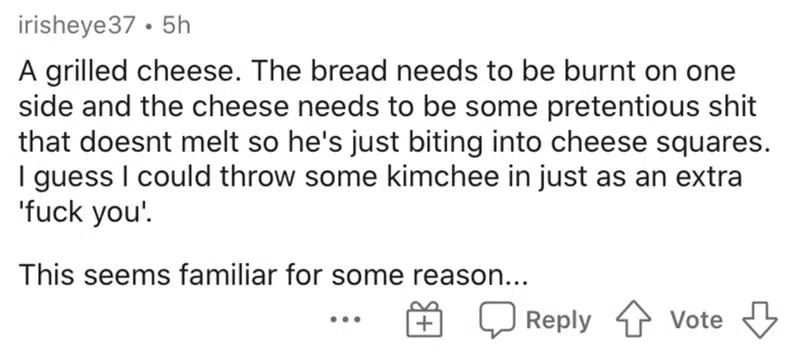 irisheye37 • 5h
A grilled cheese. The bread needs to be burnt on one
side and the cheese needs to be some pretentious shit
that doesnt melt so he's just biting into cheese squares.
I guess I could throw some kimchee in just as an extra
'fuck you'.
This seems familiar for some reason...
Reply Vote